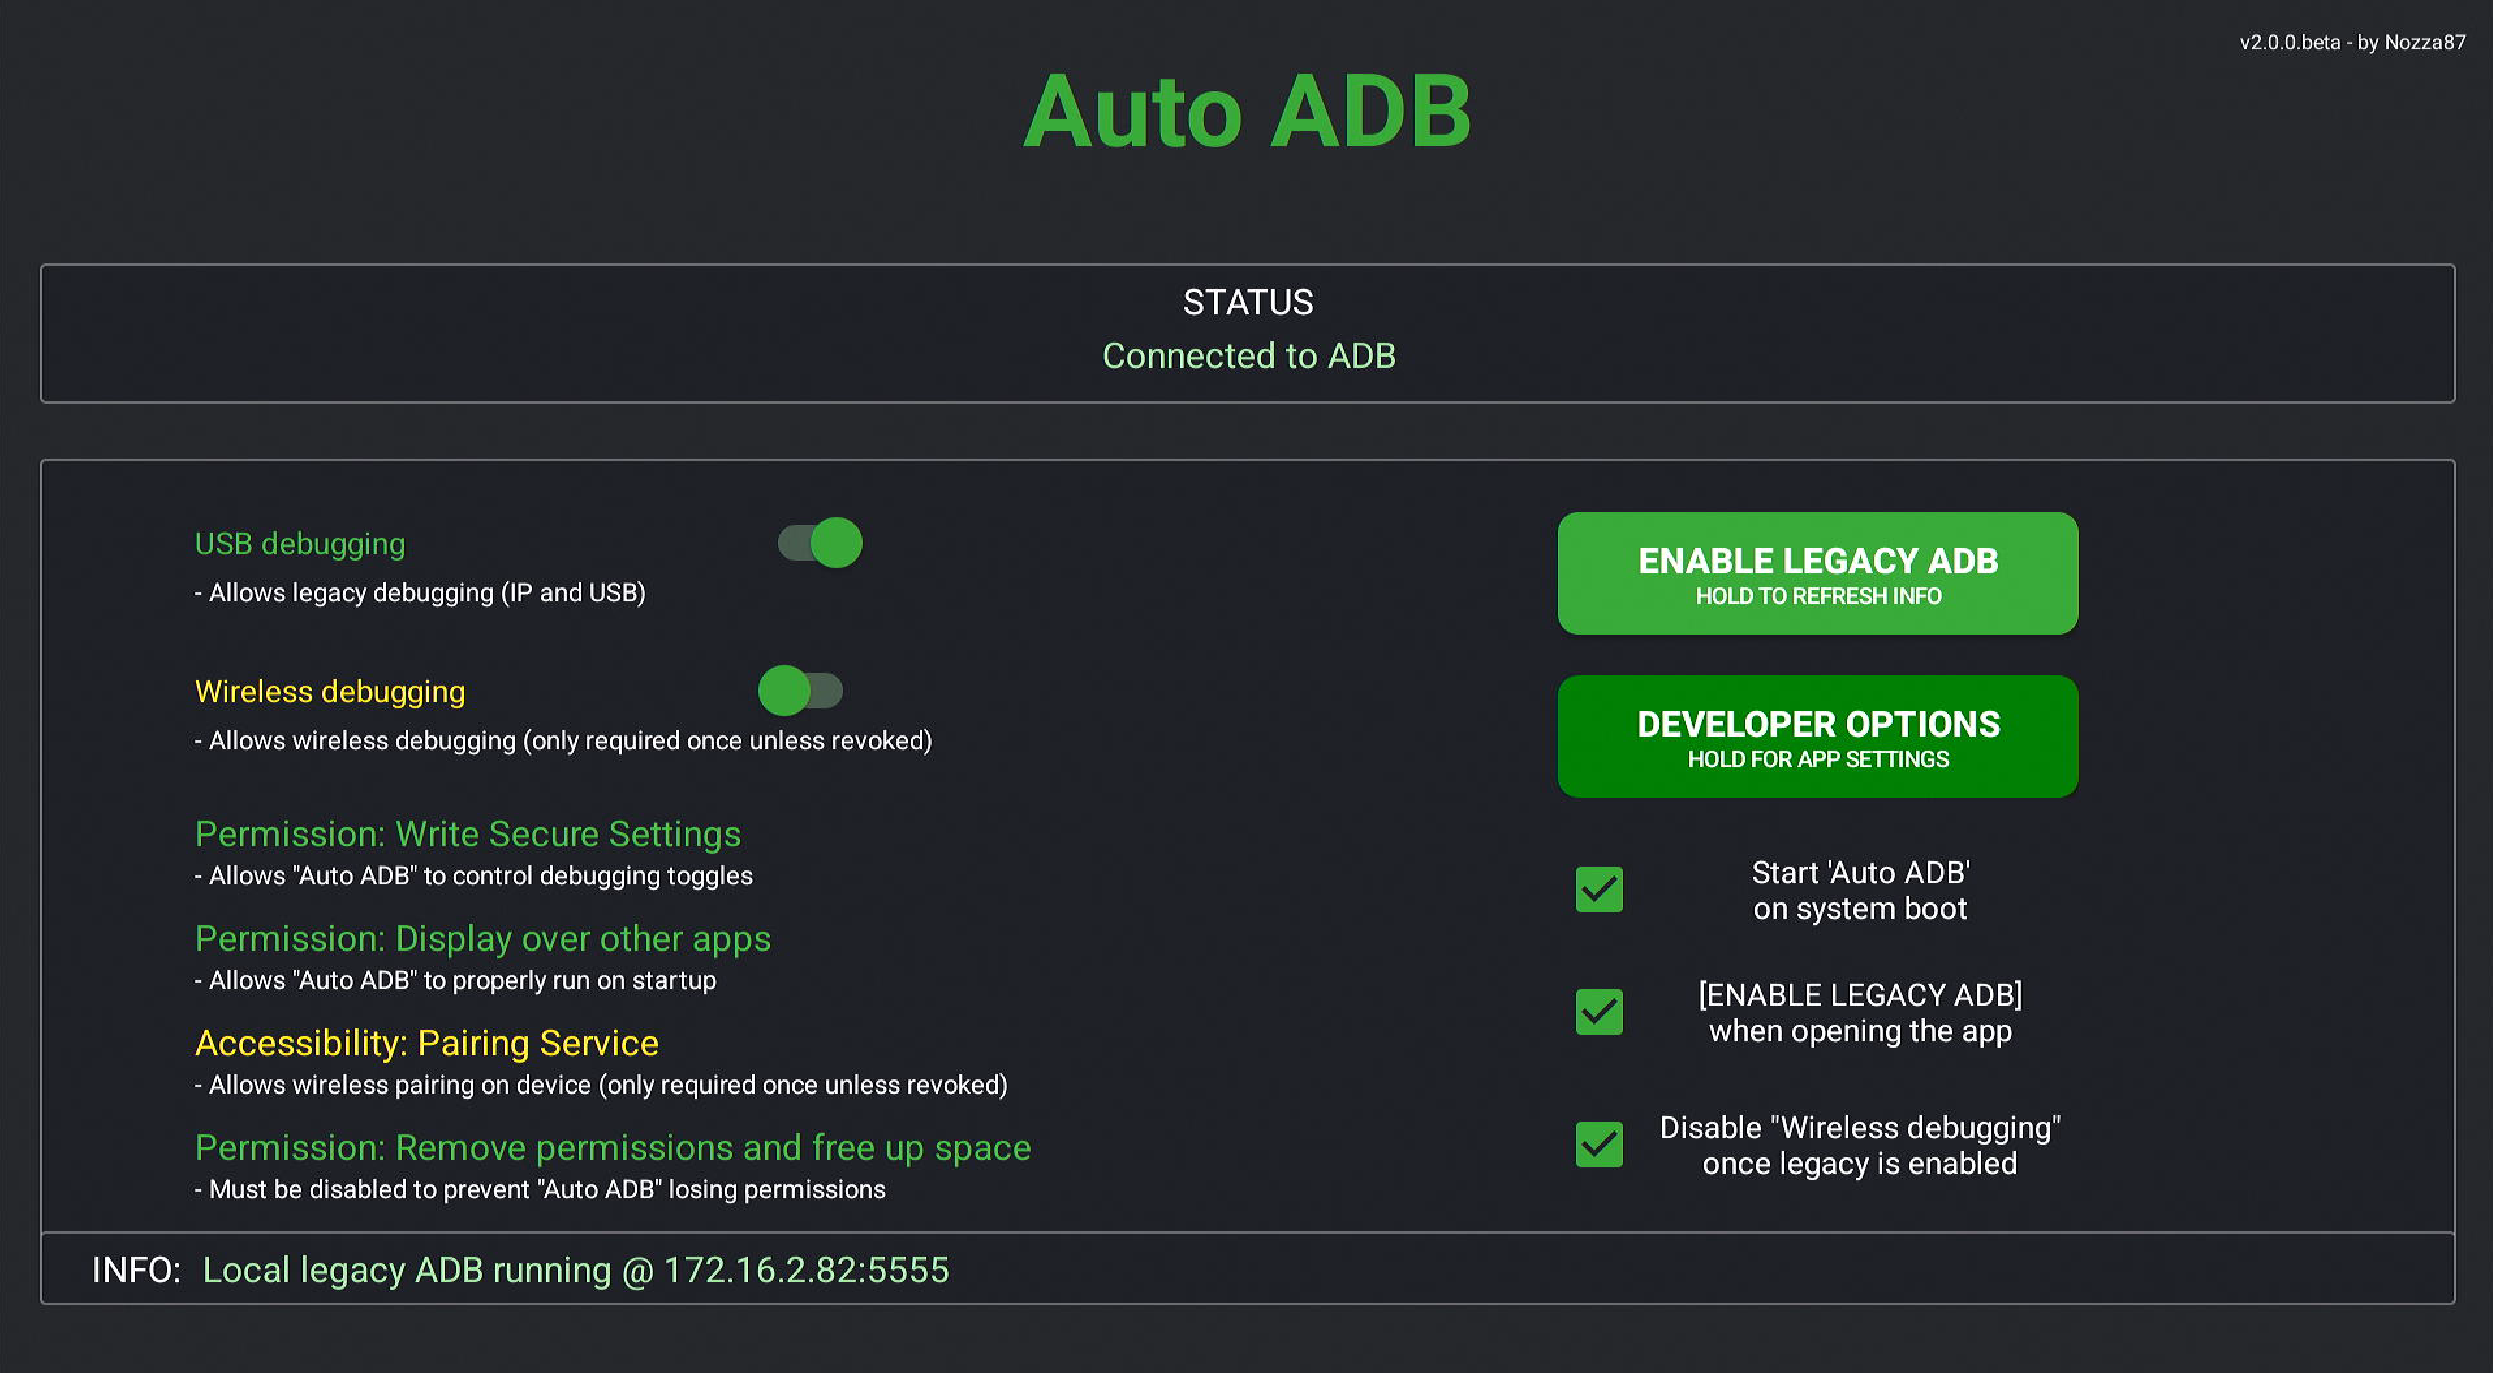 v2.0.0.beta - by Nozza87
Auto ADB
STATUS
Connected to ADB
USB debugging
- Allows legacy debugging (IP and USB)
Wireless debugging
- Allows wireless debugging (only required once unless revoked)
Permission: Write Secure Settings
- Allows "Auto ADB" to control debugging toggles
Permission: Display over other apps
- Allows "Auto ADB" to properly run on startup
Accessibility: Pairing Service
- Allows wireless pairing on device (only required once unless revoked)
Permission: Remove permissions and free up space
- Must be disabled to prevent "Auto ADB" losing permissions
ENABLE LEGACY ADB
HOLD TO REFRESH INFO
DEVELOPER OPTIONS
HOLD FOR APP SETTINGS
Start 'Auto ADB'
on system boot
[ENABLE LEGACY ADB]
when opening the app
Disable "Wireless debugging"
once legacy is enabled
INFO: Local legacy ADB running @ 172.16.2.82:5555